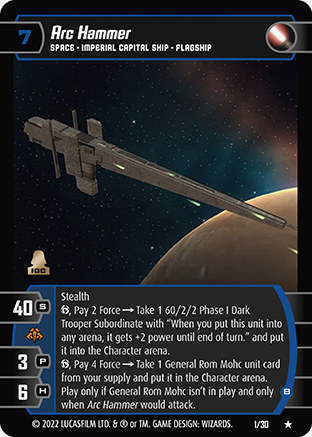 7
Arc Hammer
SPACE - IMPERIAL CAPITAL SHIP - FLAGSHIP
IDC
40 S
3 P
6 H
Stealth
, Pay 2 Force → Take 1 60/2/2 Phase I Dark
Trooper Subordinate with "When you put this unit into
any arena, it gets +2 power until end of turn." and put
it into the Character arena.
, Pay 4 Force → Take 1 General Rom Mohc unit card
from your supply and put it in the Character arena.
Play only if General Rom Mohc isn't in play and only
when Arc Hammer would attack.
B
© 2022 LUCASFILM LTD. & ® or TM. GAME DESIGN: WIZARDS.
1/30 ★